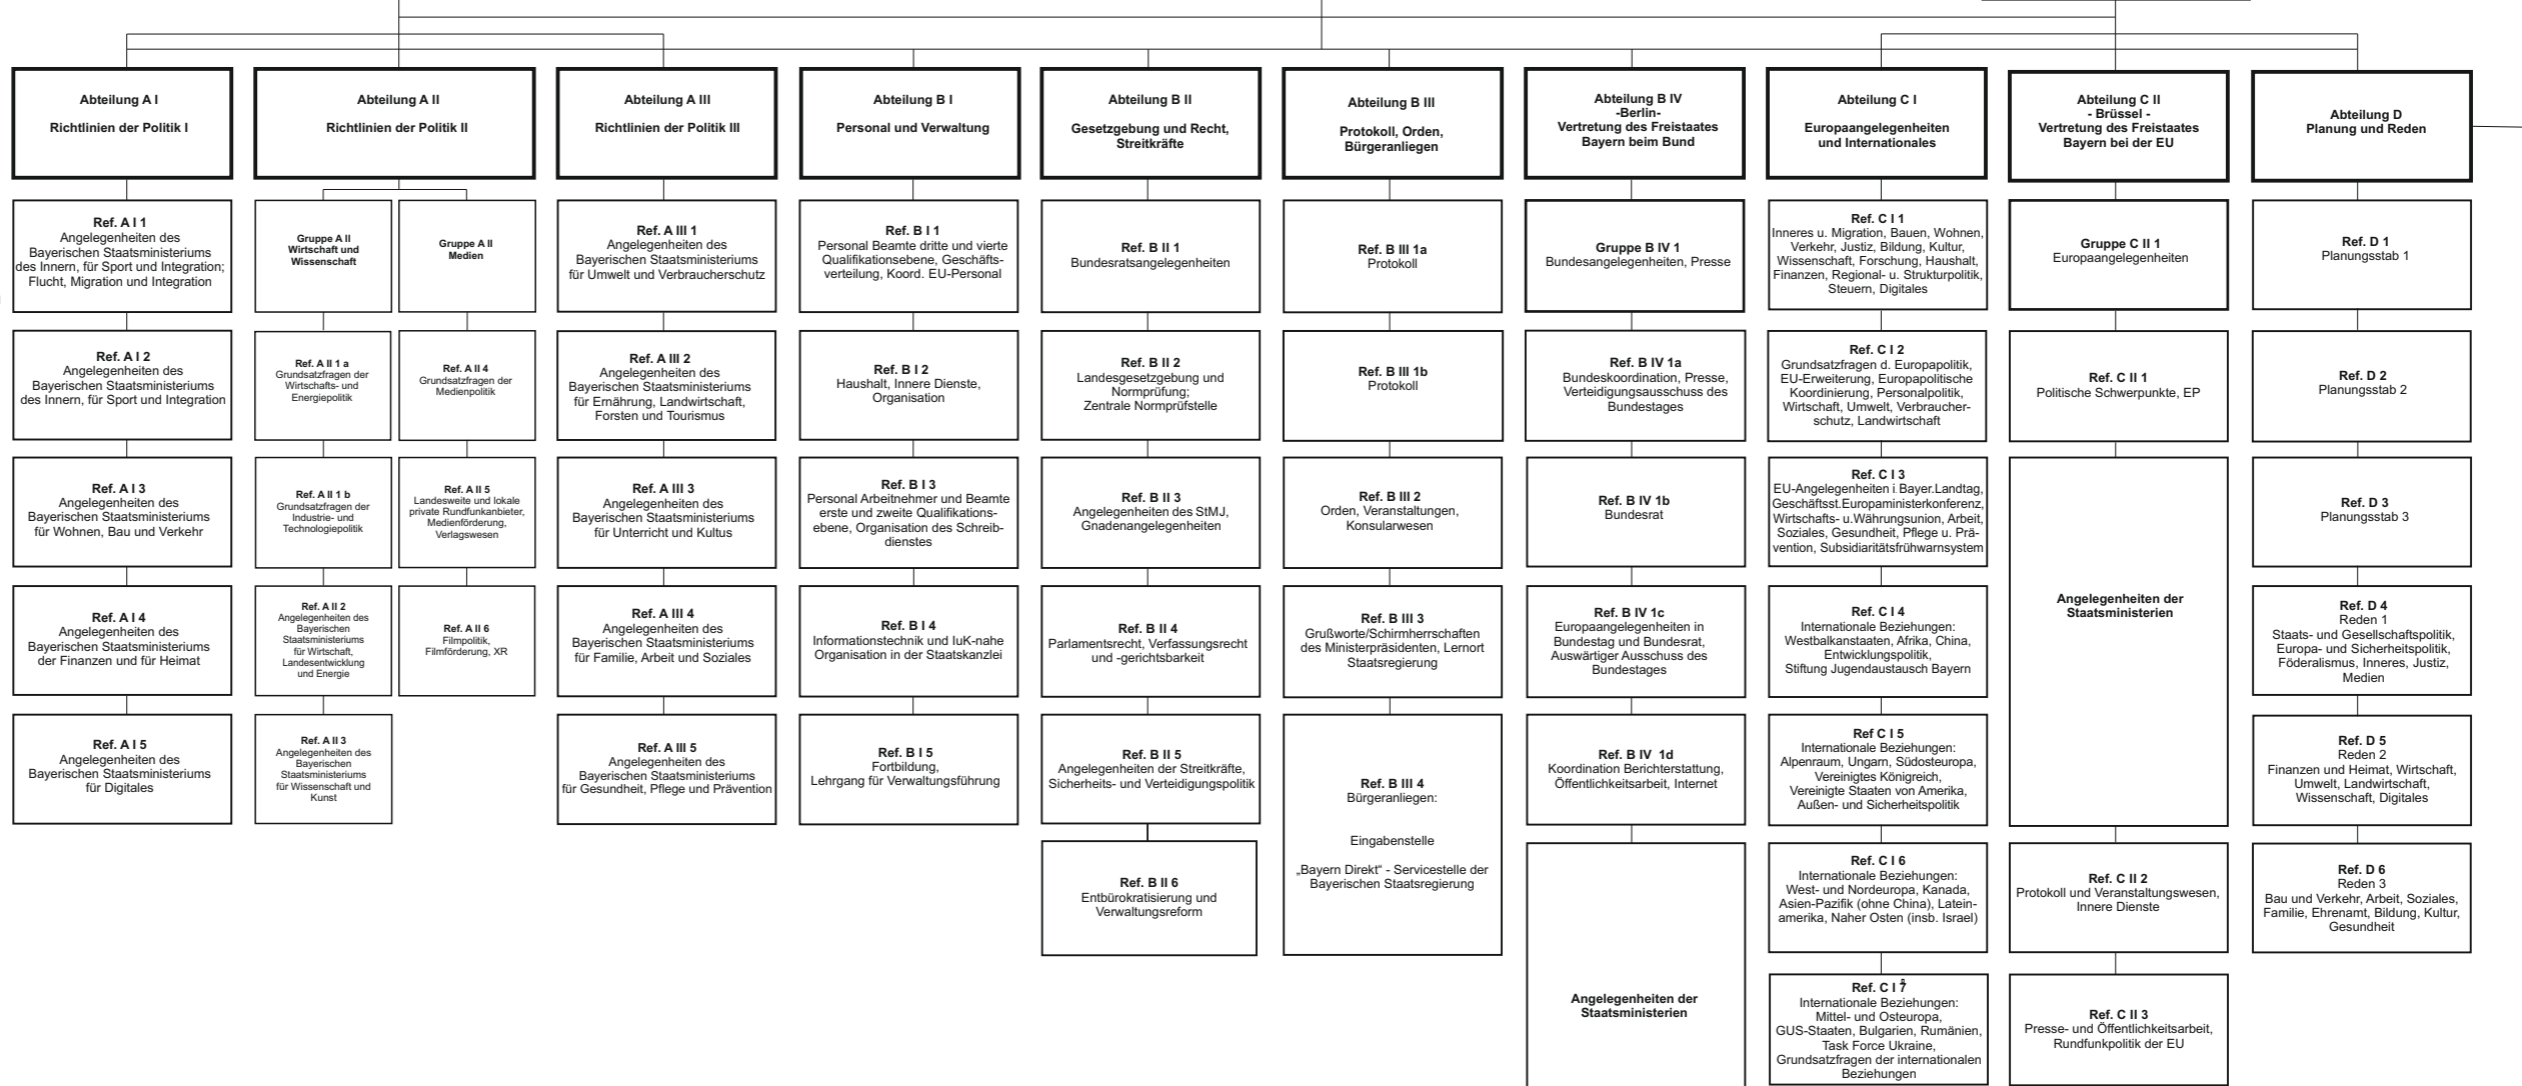 Abteilung A I
Richtlinien der Politik I
Ref. A I 1
Angelegenheiten des
Bayerischen Staatsministeriums
des Innern, für Sport und Integration;
Flucht, Migration und Integration
Ref. A I 2
Angelegenheiten des
Bayerischen Staatsministeriums
des Innern, für Sport und Integration
Ref. A I 3
Angelegenheiten des
Bayerischen Staatsministeriums
für Wohnen, Bau und Verkehr
Ref. A I 4
Angelegenheiten des
Bayerischen Staatsministeriums
der Finanzen und für Heimat
Ref. A I 5
Angelegenheiten des
Bayerischen Staatsministeriums
für Digitales
Abteilung A II
Richtlinien der Politik II
Gruppe A II
Wirtschaft und
Wissenschaft
Ref. A II 1 a
Grundsatzfragen der
Wirtschafts- und
Energiepolitik
Ref. A II 1 b
Grundsatzfragen der
Industrie- und
Technologiepolitik
Ref. A II 2
Angelegenheiten des
Bayerischen
Staatsministeriums
für Wirtschaft,
Landesentwicklung
und Energie
Ref. A II 3
Angelegenheiten des
Bayerischen
Staatsministeriums
für Wissenschaft und
Kunst
Gruppe A II
Medien
Ref. A II 4
Grundsatzfragen der
Medienpolitik
Ref. A II 5
Landesweite und lokale
private Rundfunkanbieter,
Medienförderung,
Verlagswesen
Ref. A II 6
Filmpolitik,
Filmförderung, XR
Abteilung A III
Richtlinien der Politik III
Ref. A III 1
Angelegenheiten des
Bayerischen Staatsministeriums
für Umwelt und Verbraucherschutz
Ref. A III 2
Angelegenheiten des
Bayerischen Staatsministeriums
für Ernährung, Landwirtschaft,
Forsten und Tourismus
Ref. A III 3
Angelegenheiten des
Bayerischen Staatsministeriums
für Unterricht und Kultus
Ref. A III 4
Angelegenheiten des
Bayerischen Staatsministeriums
für Familie, Arbeit und Soziales
Ref. A III 5
Angelegenheiten des
Bayerischen Staatsministeriums
für Gesundheit, Pflege und Prävention
Abteilung B I
Personal und Verwaltung
Ref. B I 1
Personal Beamte dritte und vierte
Qualifikationsebene, Geschäfts-
verteilung, Koord. EU-Personal
Ref. B I 2
Haushalt, Innere Dienste,
Organisation
Ref. B I 3
Personal Arbeitnehmer und Beamte
erste und zweite Qualifikations-
ebene, Organisation des Schreib-
dienstes
Ref. B I 4
Informationstechnik und IuK-nahe
Organisation in der Staatskanzlei
Ref. B I 5
Fortbildung,
Lehrgang für Verwaltungsführung
Abteilung B II
Gesetzgebung und Recht,
Streitkräfte
Ref. B II 1
Bundesratsangelegenheiten
Ref. B II 2
Landesgesetzgebung und
Normprüfung;
Zentrale Normprüfstelle
Ref. B II 3
Angelegenheiten des StMJ,
Gnadenangelegenheiten
Ref. B II 4
Parlamentsrecht, Verfassungsrecht
und -gerichtsbarkeit
Ref. B II 5
Angelegenheiten der Streitkräfte,
Sicherheits- und Verteidigungspolitik
Ref. B II 6
Entbürokratisierung und
Verwaltungsreform
Abteilung B III
Protokoll, Orden,
Bürgeranliegen
Ref. B III 1a
Protokoll
Ref. B III 1b
Protokoll
Ref. B III 2
Orden, Veranstaltungen,
Konsularwesen
Ref. B III 3
Grußworte/Schirmherrschaften
des Ministerpräsidenten, Lernort
Staatsregierung
Ref. B III 4
Bürgeranliegen:
Eingabenstelle
„Bayern Direkt“ - Servicestelle der
Bayerischen Staatsregierung
Abteilung B IV
-Berlin-
Vertretung des Freistaates
Bayern beim Bund
Gruppe B IV 1
Bundesangelegenheiten, Presse
Ref. B IV 1a
Bundeskoordination, Presse,
Verteidigungsausschuss des
Bundestages
Ref. B IV 1b
Bundesrat
Ref. B IV 1c
Europaangelegenheiten in
Bundestag und Bundesrat,
Auswärtiger Ausschuss des
Bundestages
Ref. B IV 1d
Koordination Berichterstattung,
Öffentlichkeitsarbeit, Internet
Angelegenheiten der
Staatsministerien
Abteilung C I
Europaangelegenheiten
und Internationales
Ref. C I 1
Inneres u. Migration, Bauen, Wohnen,
Verkehr, Justiz, Bildung, Kultur,
Wissenschaft, Forschung, Haushalt,
Finanzen, Regional- u. Strukturpolitik,
Steuern, Digitales
Ref. C I 2
Grundsatzfragen d. Europapolitik,
EU-Erweiterung, Europapolitische
Koordinierung, Personalpolitik,
Wirtschaft, Umwelt, Verbraucher-
schutz, Landwirtschaft
Ref. C I 3
EU-Angelegenheiten i.Bayer.Landtag,
Geschäftsst.Europaministerkonferenz,
Wirtschafts- u.Währungsunion, Arbeit,
Soziales, Gesundheit, Pflege u. Prä-
vention, Subsidiaritätsfrühwarnsystem
Ref. C I 4
Internationale Beziehungen:
Westbalkanstaaten, Afrika, China,
Entwicklungspolitik,
Stiftung Jugendaustausch Bayern
Ref C I 5
Internationale Beziehungen:
Alpenraum, Ungarn, Südosteuropa,
Vereinigtes Königreich,
Vereinigte Staaten von Amerika,
Außen- und Sicherheitspolitik
Ref. C I 6
Internationale Beziehungen:
West- und Nordeuropa, Kanada,
Asien-Pazifik (ohne China), Latein-
amerika, Naher Osten (insb. Israel)
Ref. C I 7
Internationale Beziehungen:
Mittel- und Osteuropa,
GUS-Staaten, Bulgarien, Rumänien,
Task Force Ukraine,
Grundsatzfragen der internationalen
Beziehungen
Abteilung C II
- Brüssel -
Vertretung des Freistaates
Bayern bei der EU
Gruppe C II 1
Europaangelegenheiten
Ref. C II 1
Politische Schwerpunkte, EP
Angelegenheiten der
Staatsministerien
Ref. C II 2
Protokoll und Veranstaltungswesen,
Innere Dienste
Ref. C II 3
Presse- und Öffentlichkeitsarbeit,
Rundfunkpolitik der EU
Abteilung D
Planung und Reden
Ref. D 1
Planungsstab 1
Ref. D 2
Planungsstab 2
Ref. D 3
Planungsstab 3
Ref. D 4
Reden 1
Staats- und Gesellschaftspolitik,
Europa- und Sicherheitspolitik,
Föderalismus, Inneres, Justiz,
Medien
Ref. D 5
Reden 2
Finanzen und Heimat, Wirtschaft,
Umwelt, Landwirtschaft,
Wissenschaft, Digitales
Ref. D 6
Reden 3
Bau und Verkehr, Arbeit, Soziales,
Familie, Ehrenamt, Bildung, Kultur,
Gesundheit